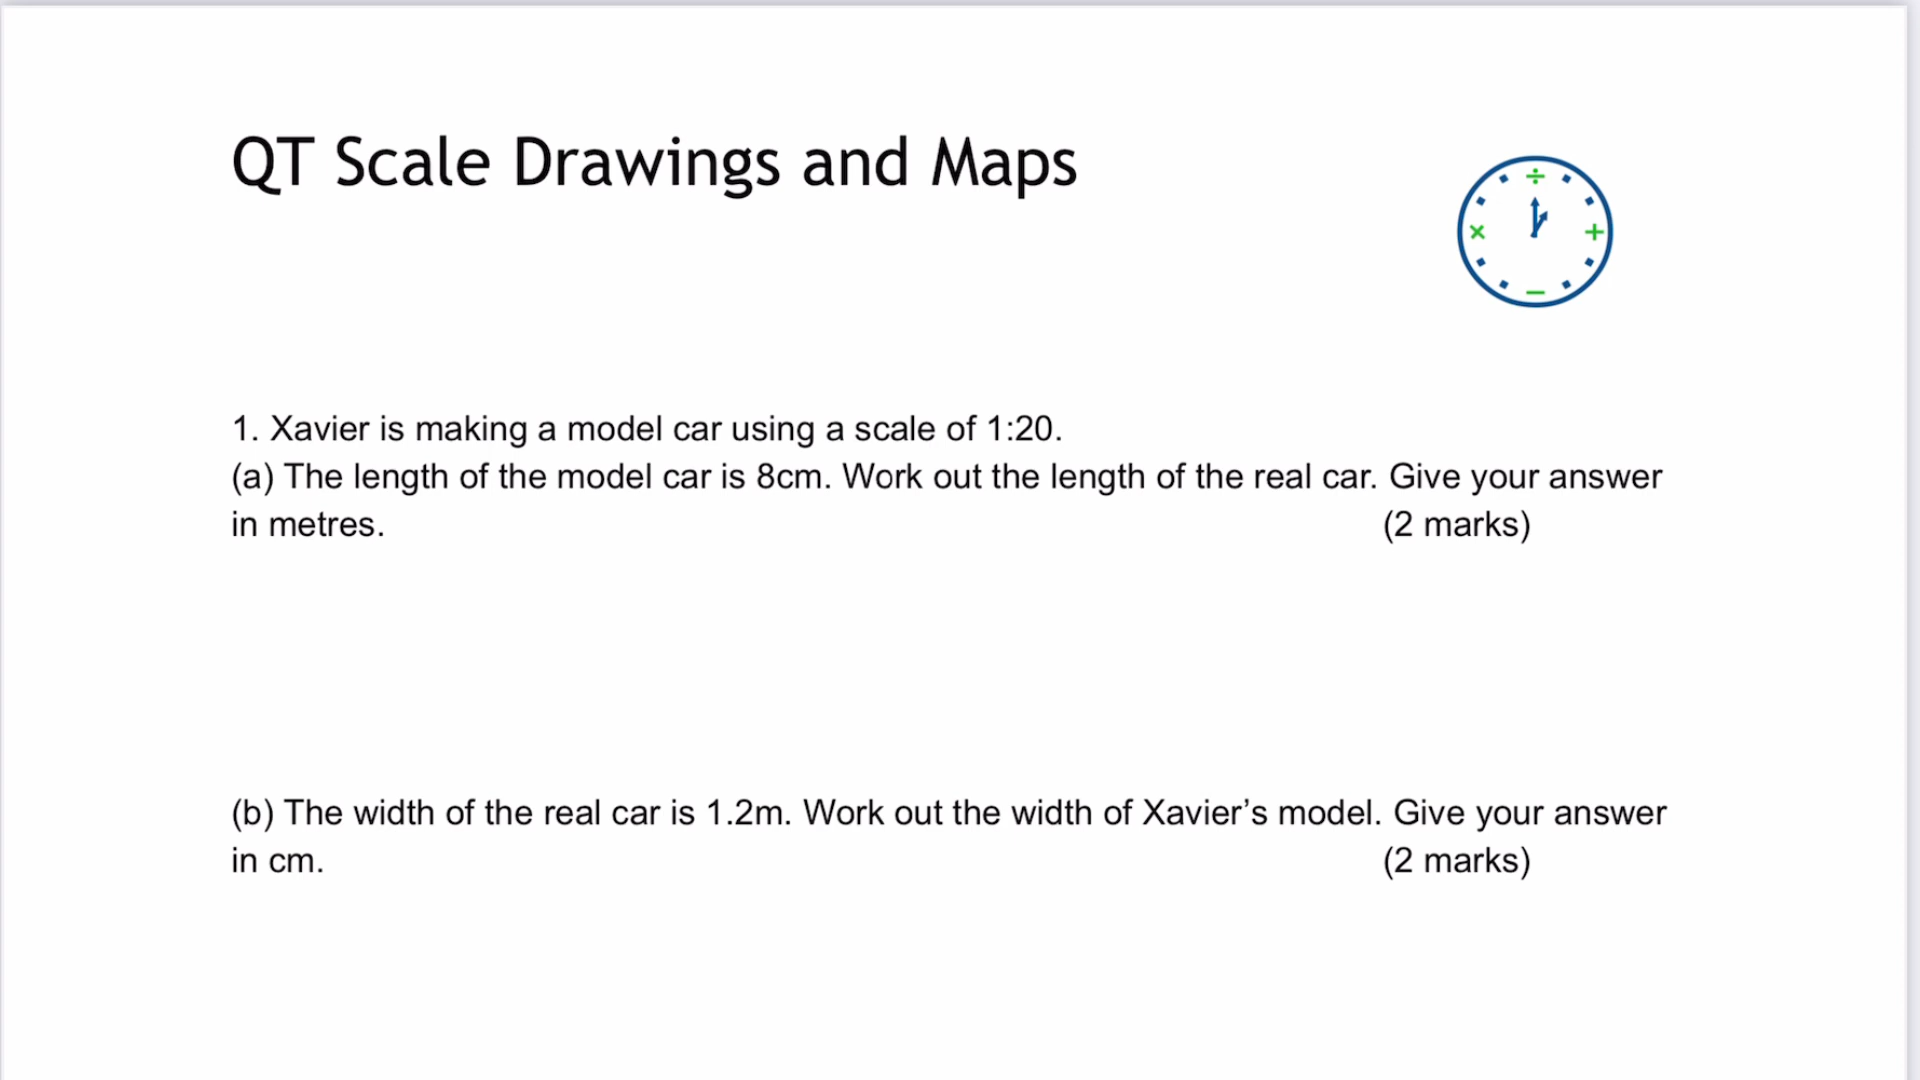 QT Scale Drawings and Maps
÷
×
+
−
1. Xavier is making a model car using a scale of 1:20.
(a) The length of the model car is 8cm. Work out the length of the real car. Give your answer
in metres. (2 marks)
(b) The width of the real car is 1.2m. Work out the width of Xavier’s model. Give your answer
in cm. (2 marks)